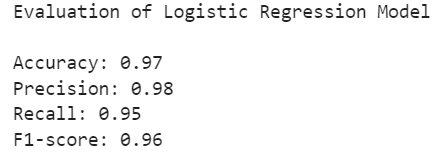 Evaluation of Logistic Regression Model
Accuracy: 0.97
Precision: 0.98
Recall: 0.95
F1-score: 0.96